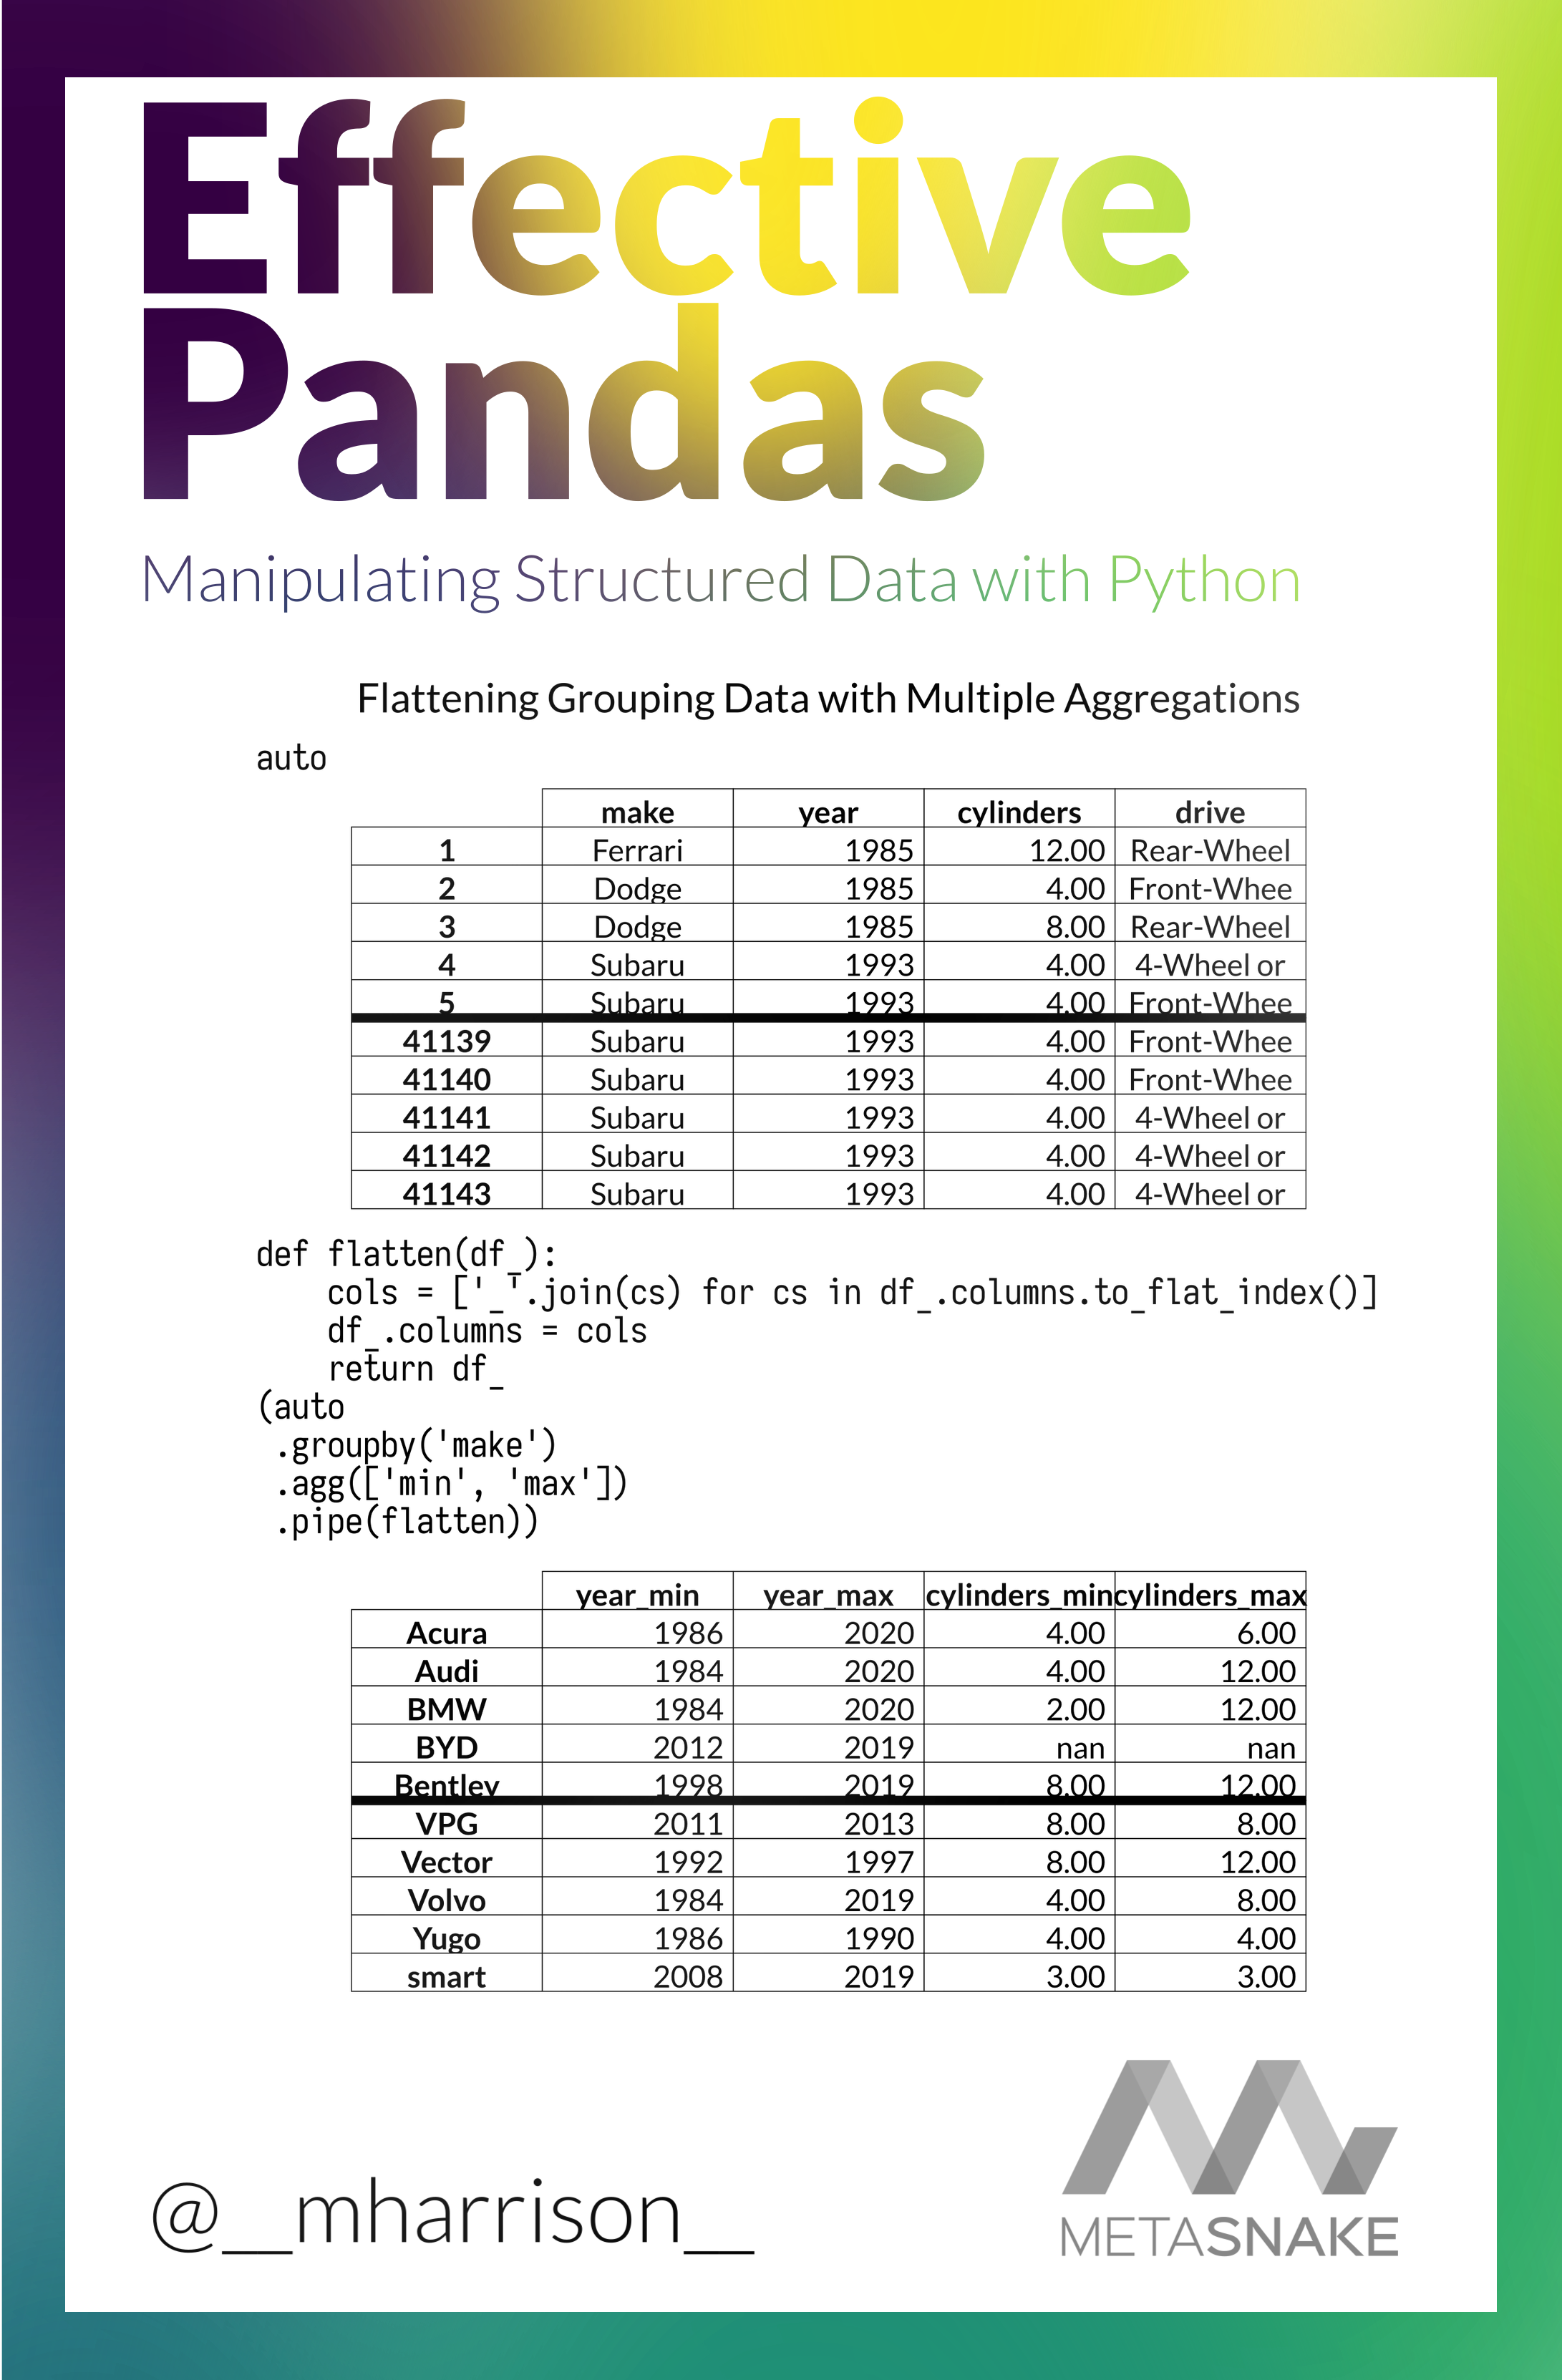 Effective
Pandas
Manipulating Structured Data with Python
Flattening Grouping Data with Multiple Aggregations
auto
make year cylinders drive
1 Ferrari 1985 12.00 Rear-Wheel
2 Dodge 1985 4.00 Front-Whee
3 Dodge 1985 8.00 Rear-Wheel
4 Subaru 1993 4.00 4-Wheel or
5 Subaru 1993 4.00 Front-Whee
41139 Subaru 1993 4.00 Front-Whee
41140 Subaru 1993 4.00 Front-Whee
41141 Subaru 1993 4.00 4-Wheel or
41142 Subaru 1993 4.00 4-Wheel or
41143 Subaru 1993 4.00 4-Wheel or
def flatten(df_):
    cols = ['_'.join(cs) for cs in df_.columns.to_flat_index()]
    df_.columns = cols
    return df_
(auto
 .groupby('make')
 .agg(['min', 'max'])
 .pipe(flatten))
year_min year_max cylinders_min cylinders_max
Acura 1986 2020 4.00 6.00
Audi 1984 2020 4.00 12.00
BMW 1984 2020 2.00 12.00
BYD 2012 2019 nan nan
Bentley 1998 2019 8.00 12.00
VPG 2011 2013 8.00 8.00
Vector 1992 1997 8.00 12.00
Volvo 1984 2019 4.00 8.00
Yugo 1986 1990 4.00 4.00
smart 2008 2019 3.00 3.00
@__mharrison__
METASNAKE